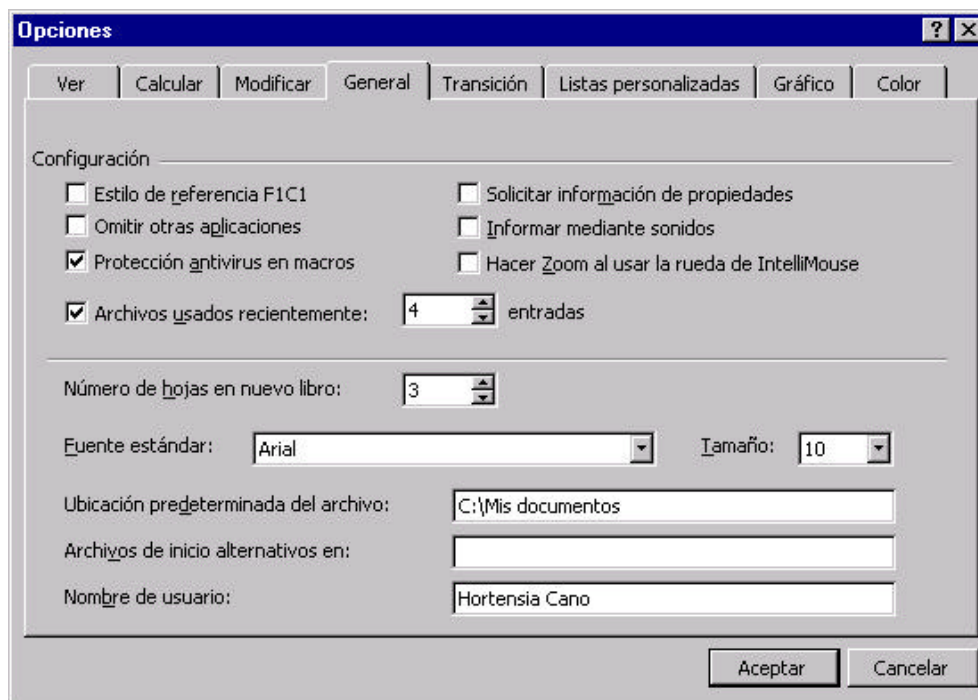 Opciones
Ver Calcular Modificar General Transición Listas personalizadas Gráfico Color
Configuración
Estilo de referencia F1C1 Solicitar información de propiedades
Omitir otras aplicaciones Informar mediante sonidos
Protección antivirus en macros Hacer Zoom al usar la rueda de IntelliMouse
Archivos usados recientemente: 4 entradas
Número de hojas en nuevo libro: 3
Fuente estándar: Arial Tamaño: 10
Ubicación predeterminada del archivo: C:\Mis documentos
Archivos de inicio alternativos en:
Nombre de usuario: Hortensia Cano
Aceptar Cancelar